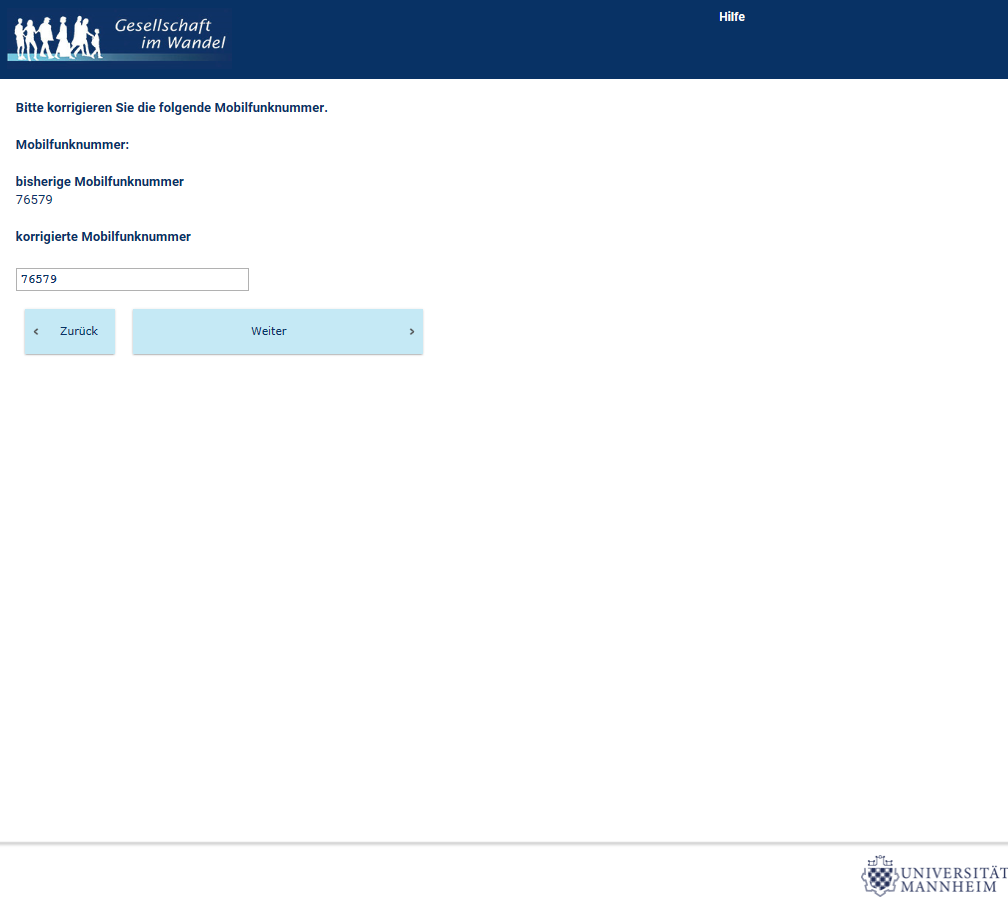 Gesellschaft
im Wandel
Hilfe
Bitte korrigieren Sie die folgende Mobilfunknummer.
Mobilfunknummer:
bisherige Mobilfunknummer
76579
korrigierte Mobilfunknummer
76579
‹ Zurück
Weiter ›
UNIVERSITÄT
MANNHEIM